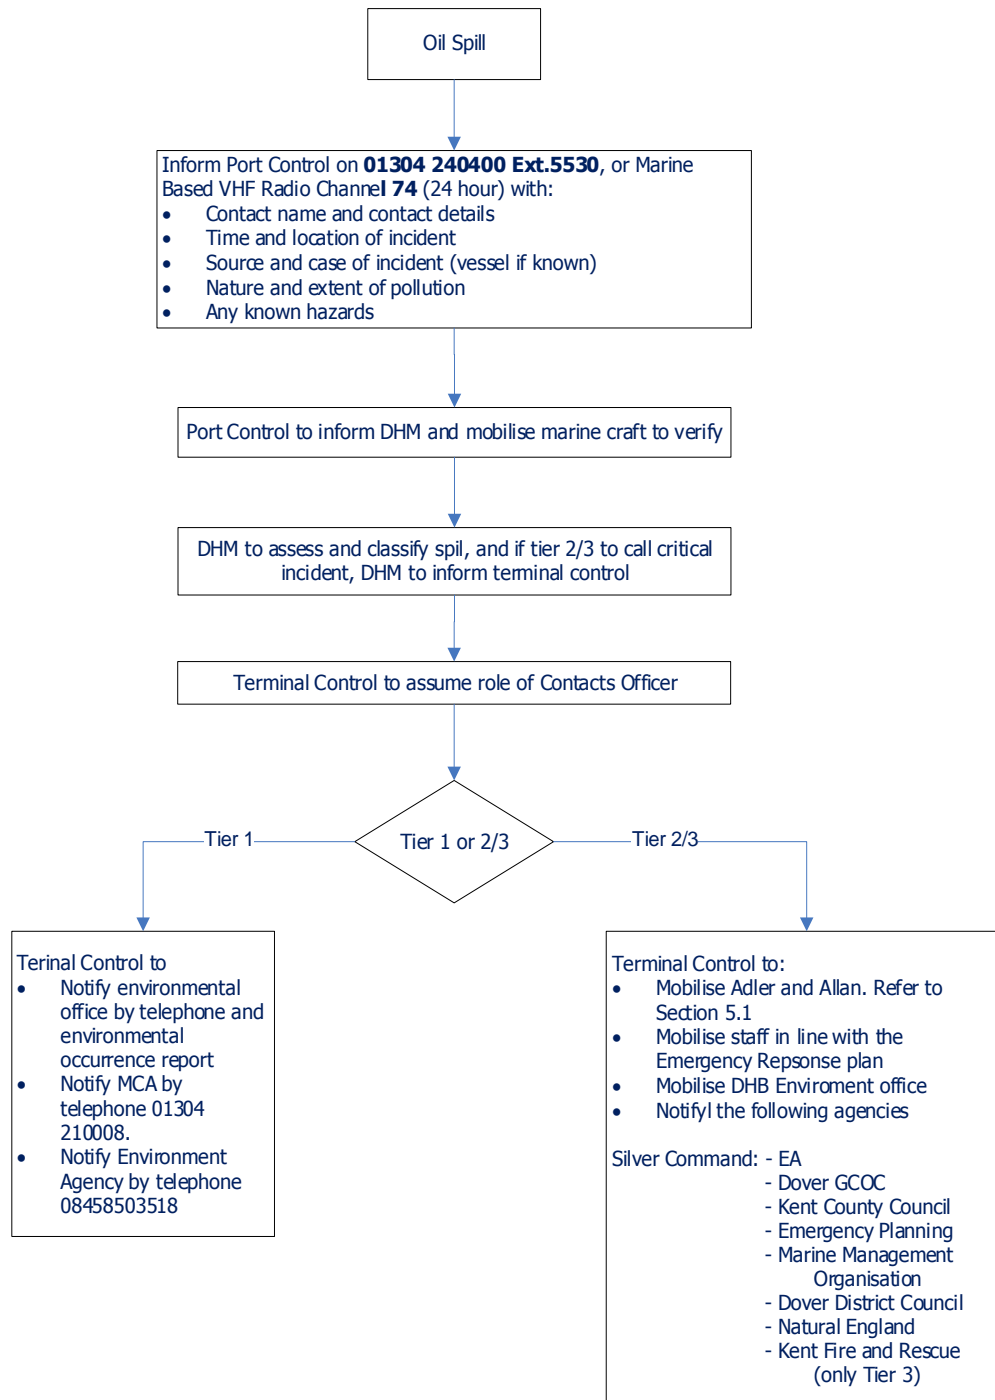 Oil Spill
Inform Port Control on 01304 240400 Ext.5530, or Marine
Based VHF Radio Channel 74 (24 hour) with:
• Contact name and contact details
• Time and location of incident
• Source and case of incident (vessel if known)
• Nature and extent of pollution
• Any known hazards
Port Control to inform DHM and mobilise marine craft to verify
DHM to assess and classify spil, and if tier 2/3 to call critical
incident, DHM to inform terminal control
Terminal Control to assume role of Contacts Officer
Tier 1 or 2/3
Tier 1
Tier 2/3
Terinal Control to
• Notify environmental
office by telephone and
environmental
occurrence report
• Notify MCA by
telephone 01304
210008.
• Notify Environment
Agency by telephone
08458503518
Terminal Control to:
• Mobilise Adler and Allan. Refer to
Section 5.1
• Mobilise staff in line with the
Emergency Repsonse plan
• Mobilise DHB Enviroment office
• Notifyl the following agencies
Silver Command: - EA
- Dover GCOC
- Kent County Council
- Emergency Planning
- Marine Management
Organisation
- Dover District Council
- Natural England
- Kent Fire and Rescue
(only Tier 3)